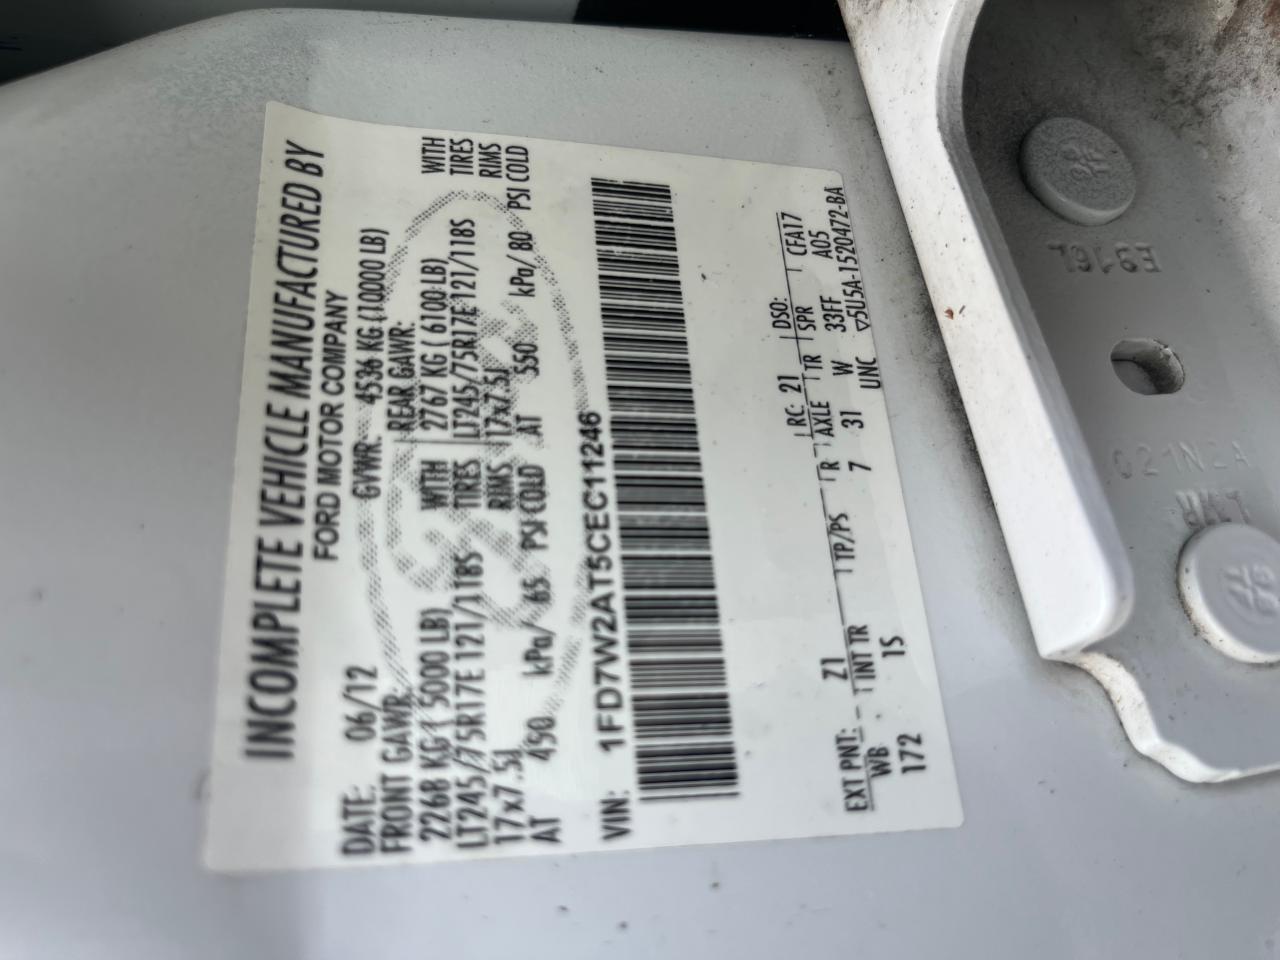 INCOMPLETE VEHICLE MANUFACTURED BY
FORD MOTOR COMPANY
DATE: 06/12 GVWR: 4536 KG (10000 LB)
FRONT GAWR: REAR GAWR:
2268 KG ( 5000 LB) WITH 2767 KG ( 6100 LB) WITH
LT245/75R17E 121/118S TIRES LT245/75R17E 121/118S TIRES
17x7.5J RIMS 17x7.5J RIMS
AT 450 kPa/ 65 PSI COLD AT 550 kPa/ 80 PSI COLD
VIN: 1FD7W2AT5CEC11246
EXT PNT: Z1 RC: 21 DSO:
WB INT TR TP/PS R AXLE TR SPR CFA17
172 1S 7 31 W 33FF A05
UNC ▽5U5A-1520472-BA
E916L